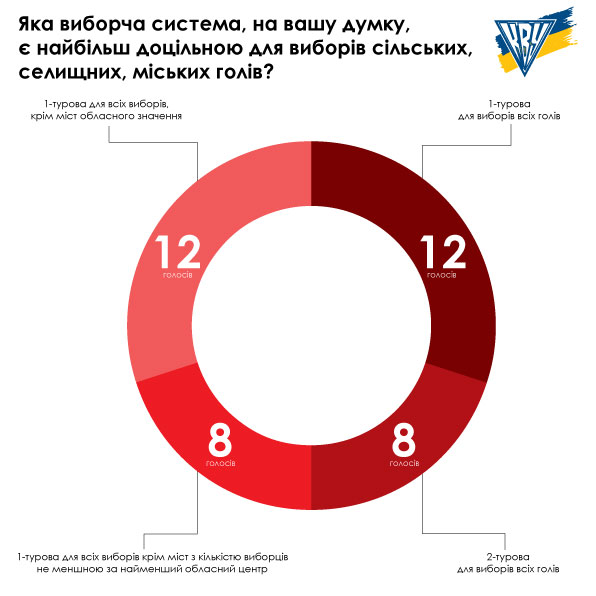 Яка виборча система, на вашу думку,
є найбільш доцільною для виборів сільських,
селищних, міських голів?
КВУ
1-турова для всіх виборів,
крім міст обласного значення
1-турова
для виборів всіх голів
12
голосів
12
голосів
8
голосів
8
голосів
1-турова для всіх виборів крім міст з кількістю виборців
не меншною за найменший обласний центр
2-турова
для виборів всіх голів